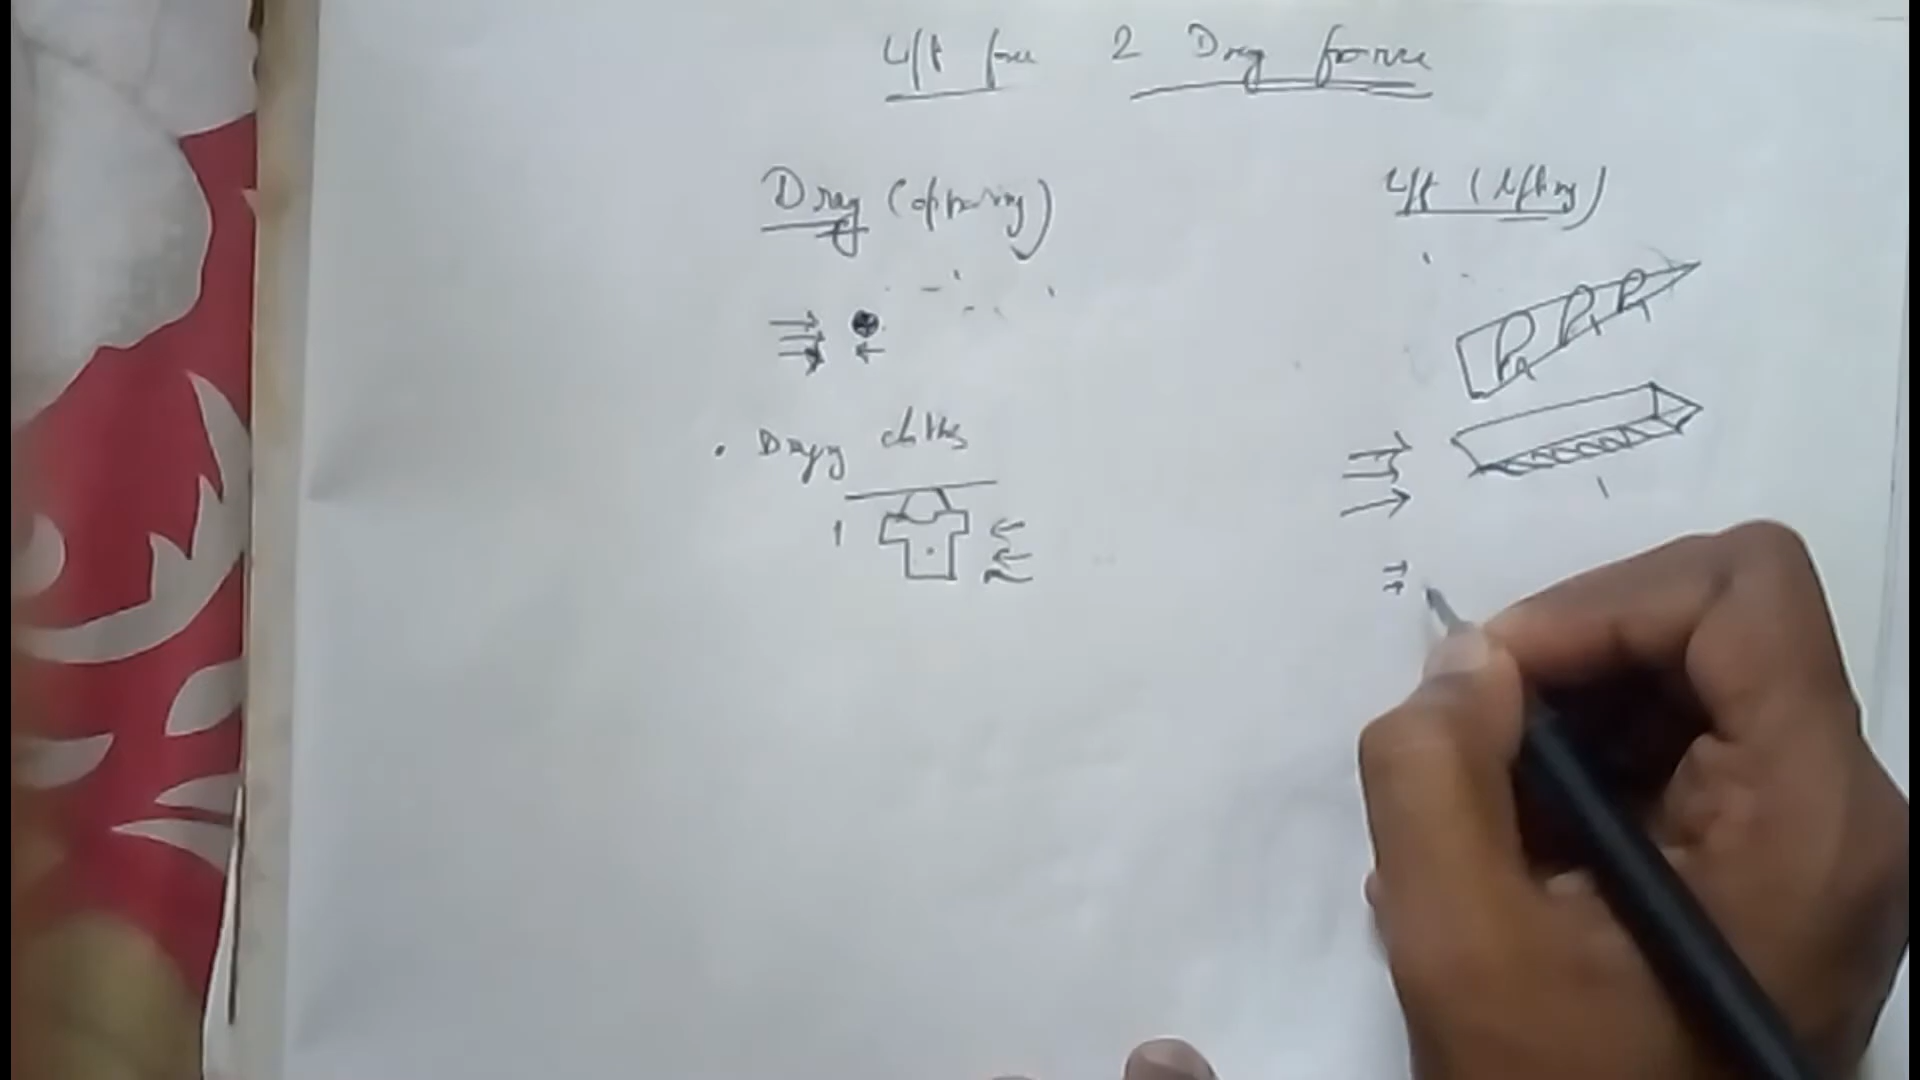 Lift force 2 Drag force
Drag (opposing)
Lift (lifting)
• Drying clothes